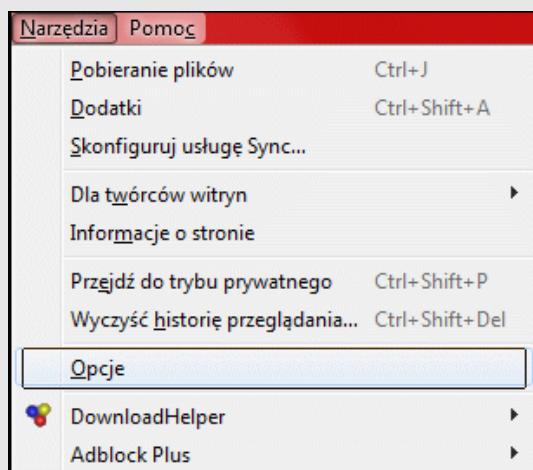 Narzędzia Pomoc
Pobieranie plików Ctrl+J
Dodatki Ctrl+Shift+A
Skonfiguruj usługę Sync...
Dla twórców witryn
Informacje o stronie
Przejdź do trybu prywatnego Ctrl+Shift+P
Wyczyść historię przeglądania... Ctrl+Shift+Del
Opcje
DownloadHelper
Adblock Plus